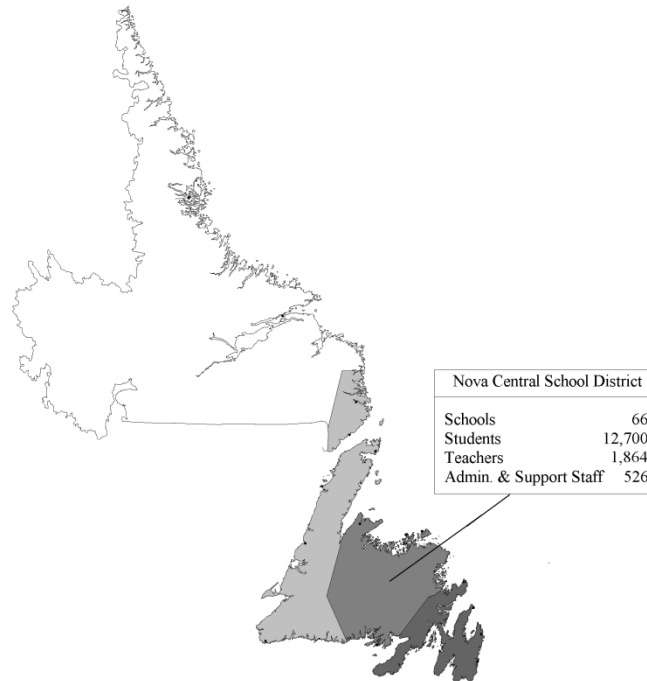 Nova Central School District
Schools 66
Students 12,700
Teachers 1,864
Admin. & Support Staff 526